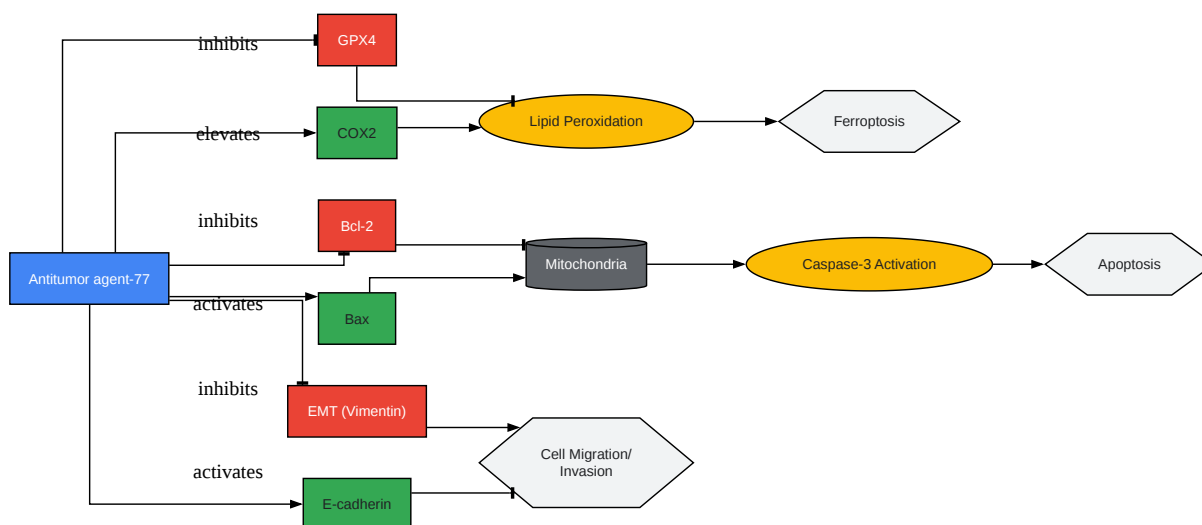 inhibits
GPX4
elevates
COX2
Lipid Peroxidation
Ferroptosis
inhibits
Bcl-2
Antitumor agent-77
Mitochondria
Caspase-3 Activation
Apoptosis
activates
Bax
inhibits
EMT (Vimentin)
Cell Migration/
Invasion
activates
E-cadherin